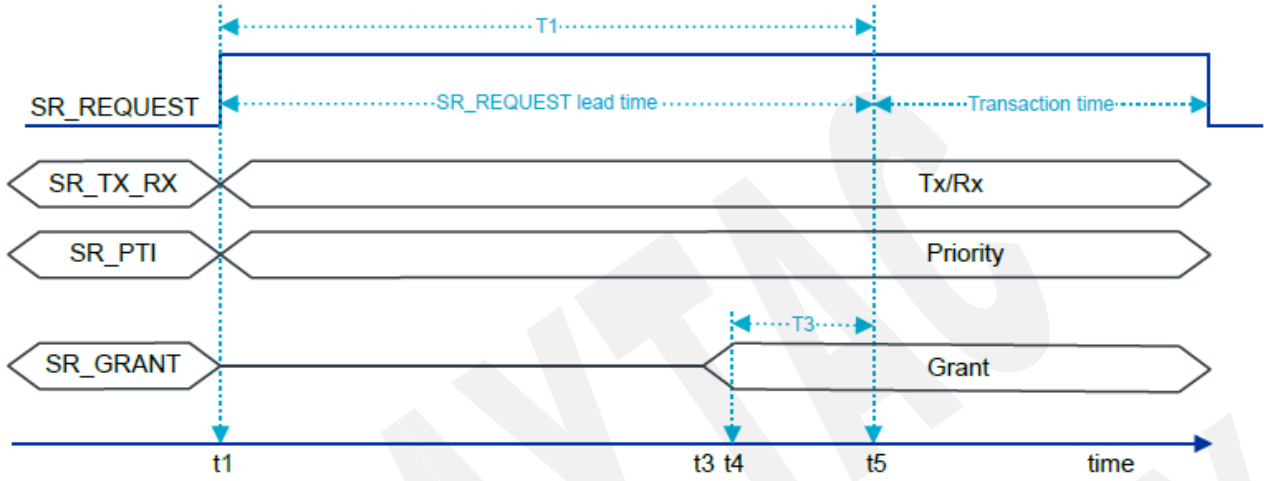 T1
SR_REQUEST
SR_REQUEST lead time
Transaction time
SR_TX_RX
Tx/Rx
SR_PTI
Priority
T3
SR_GRANT
Grant
t1
t3 t4
t5
time